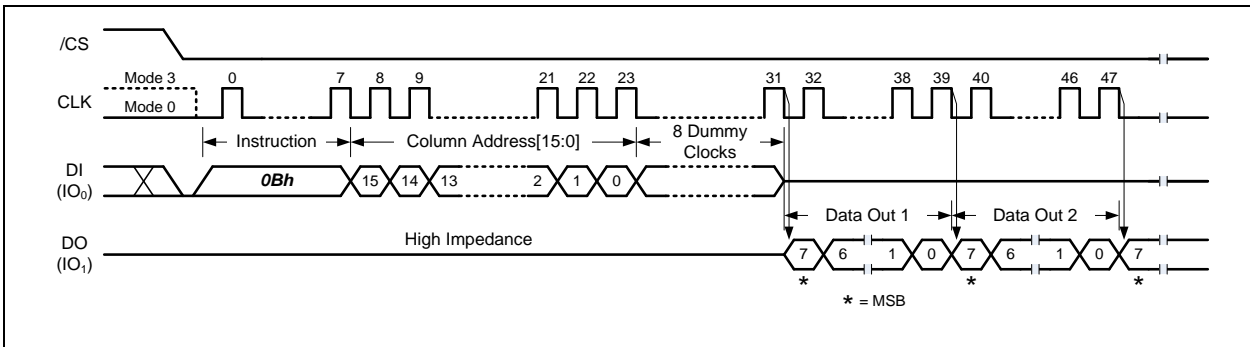 /CS
Mode 3 0 7 8 9 21 22 23 31 32 38 39 40 46 47
CLK
Mode 0
Instruction Column Address[15:0] 8 Dummy
Clocks
DI
(IO0) 0Bh 15 14 13 2 1 0
Data Out 1 Data Out 2
High Impedance
DO
(IO1) 7 6 1 0 7 6 1 0 7
* * *
* = MSB